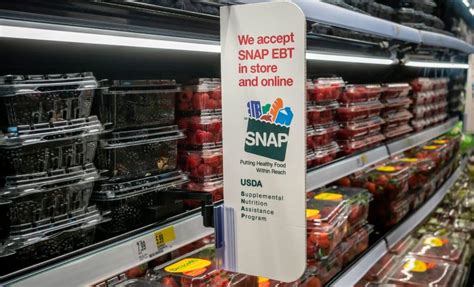 We accept
SNAP EBT
in store
and online
SNAP
Putting Healthy Food
Within Reach
USDA
Supplemental
Nutrition
Assistance
Program